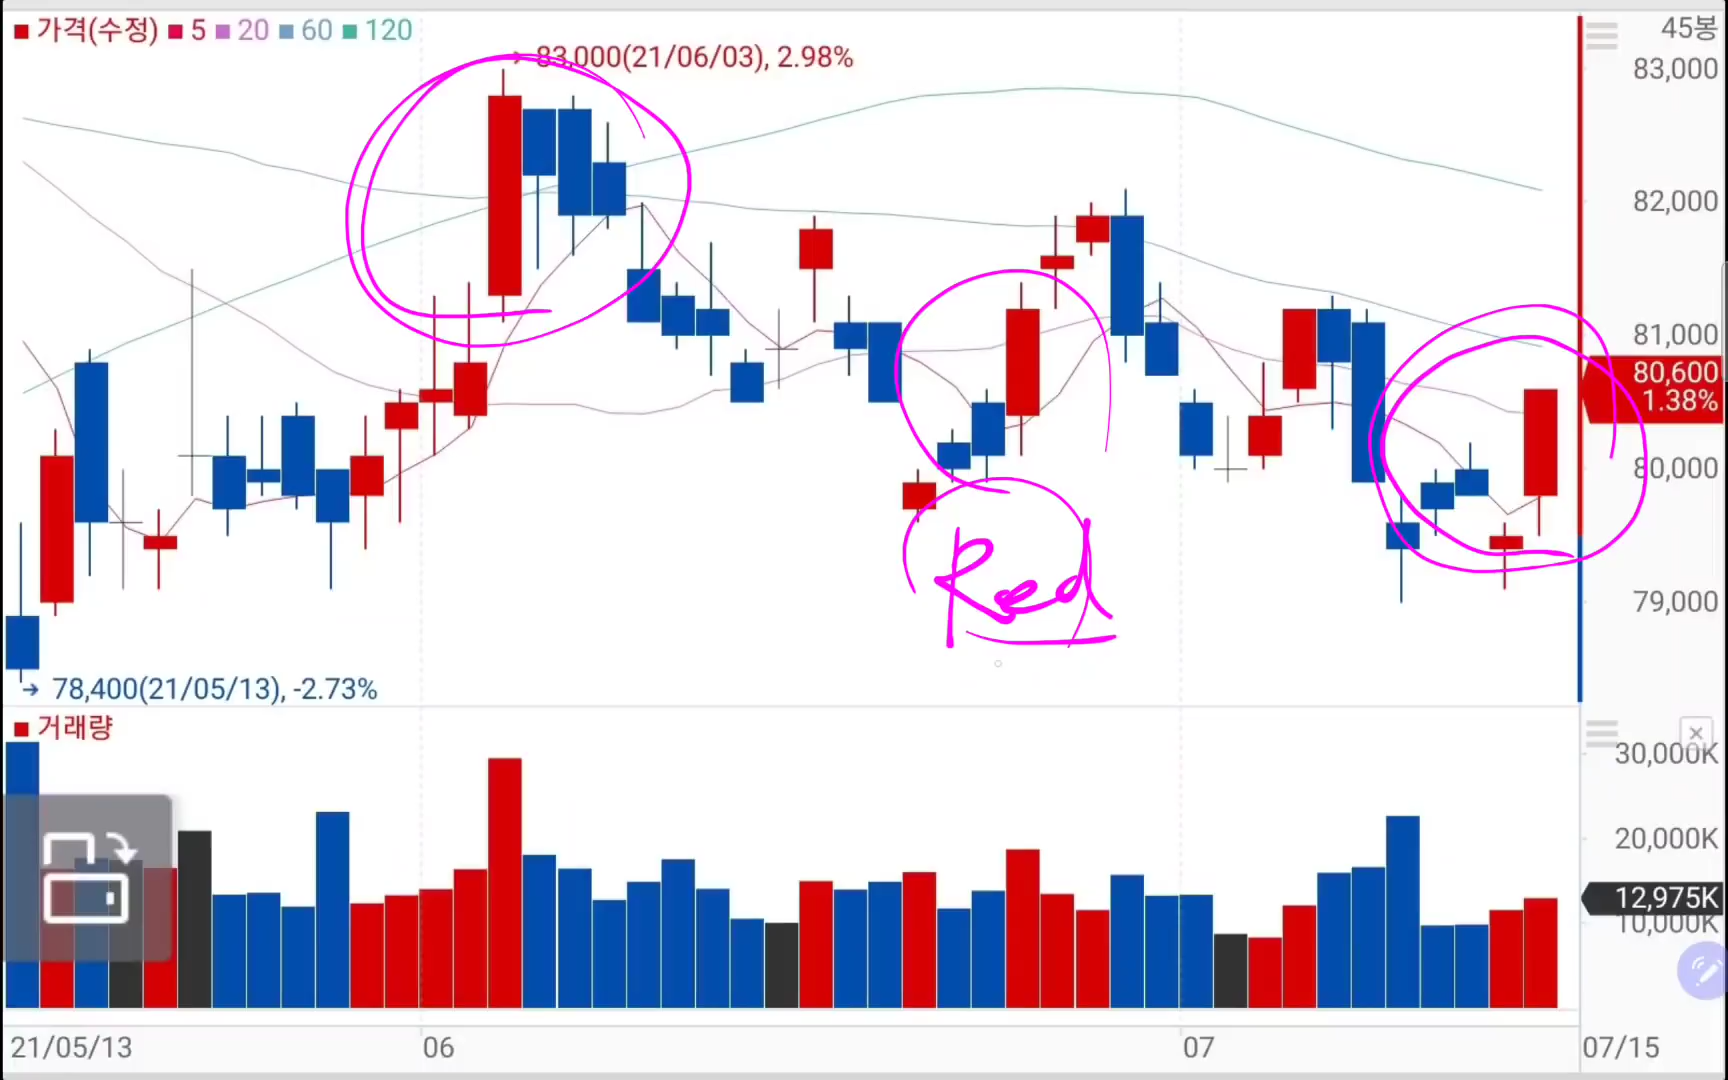 가격(수정) 5 20 60 120
45봉
83,000(21/06/03), 2.98%
83,000
82,000
81,000
80,600
1.38%
80,000
Red
79,000
78,400(21/05/13), -2.73%
거래량
30,000K
20,000K
12,975K
10,000K
21/05/13 06 07 07/15